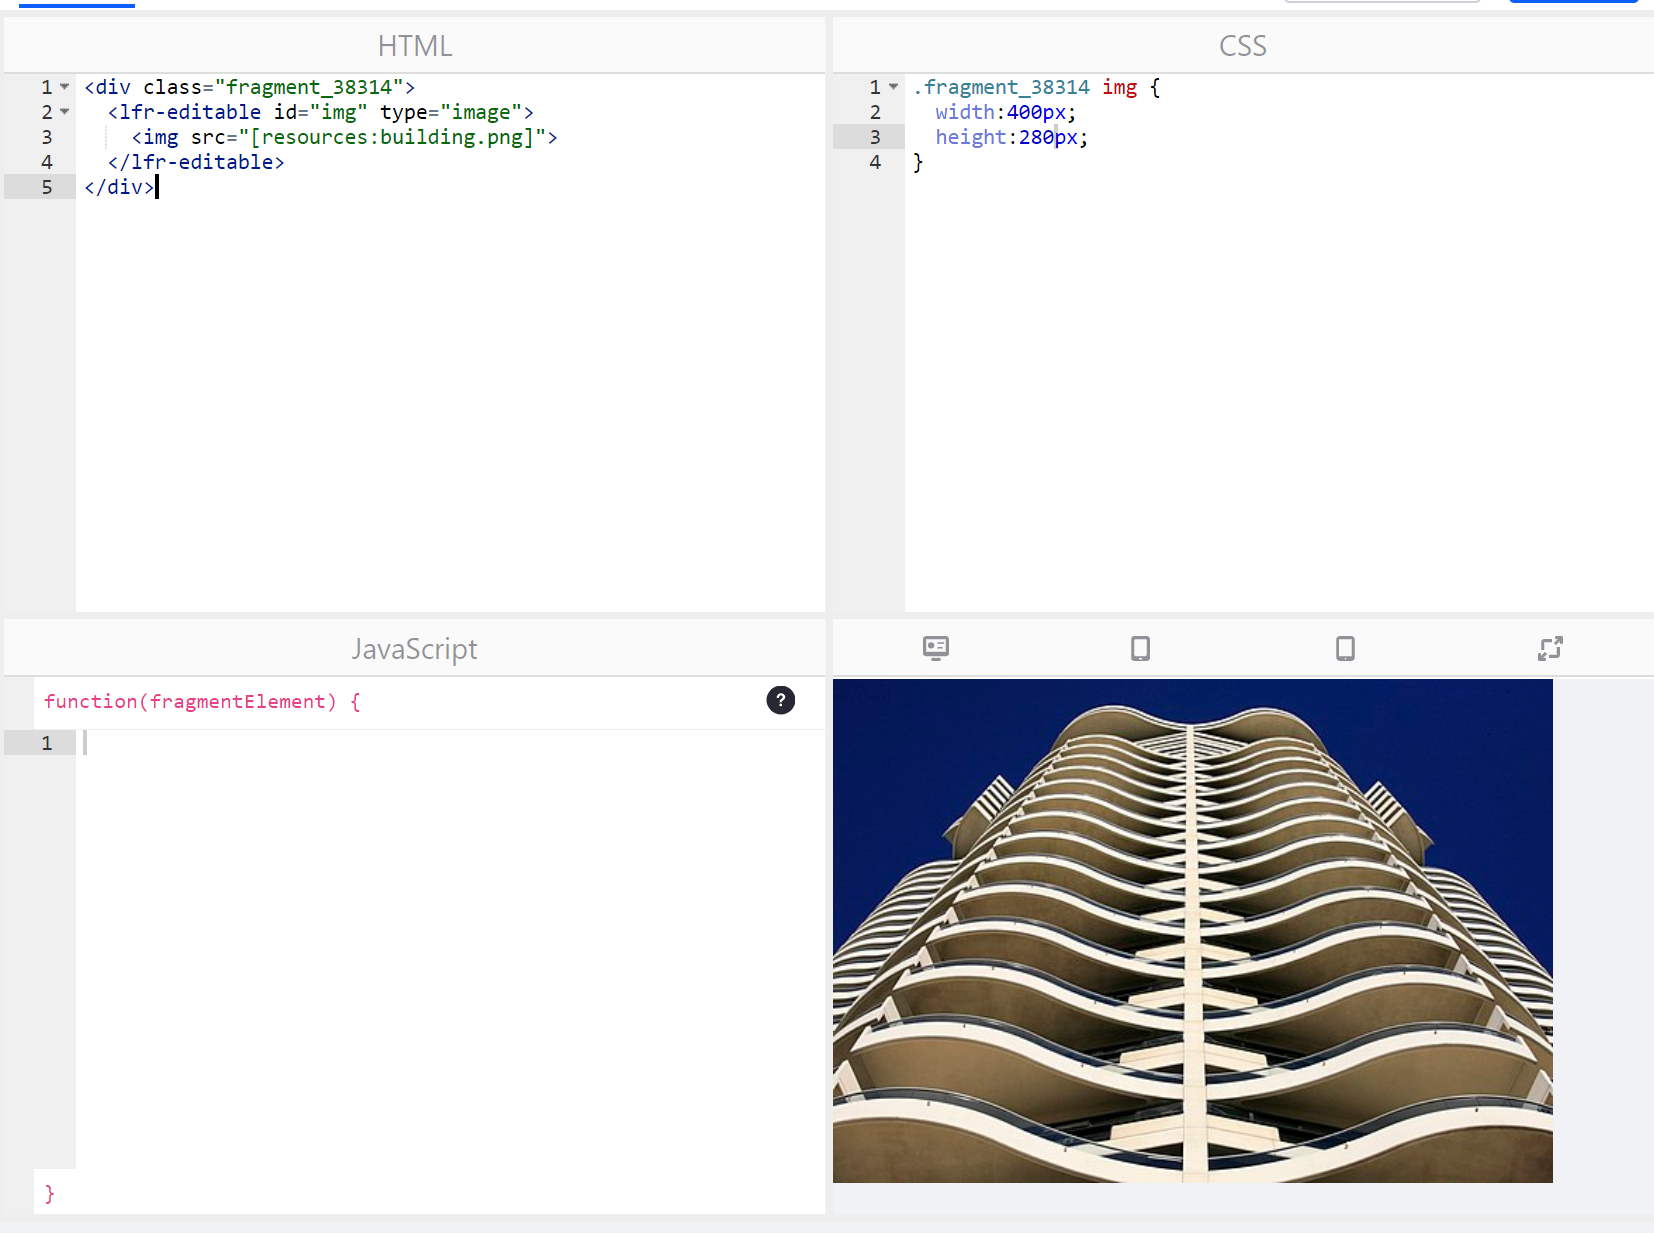 HTML
1 <div class="fragment_38314">
2 <lfr-editable id="img" type="image">
3 <img src="[resources:building.png]">
4 </lfr-editable>
5 </div>
CSS
1 .fragment_38314 img {
2 width:400px;
3 height:280px;
4 }
JavaScript
function(fragmentElement) {
?
1
}